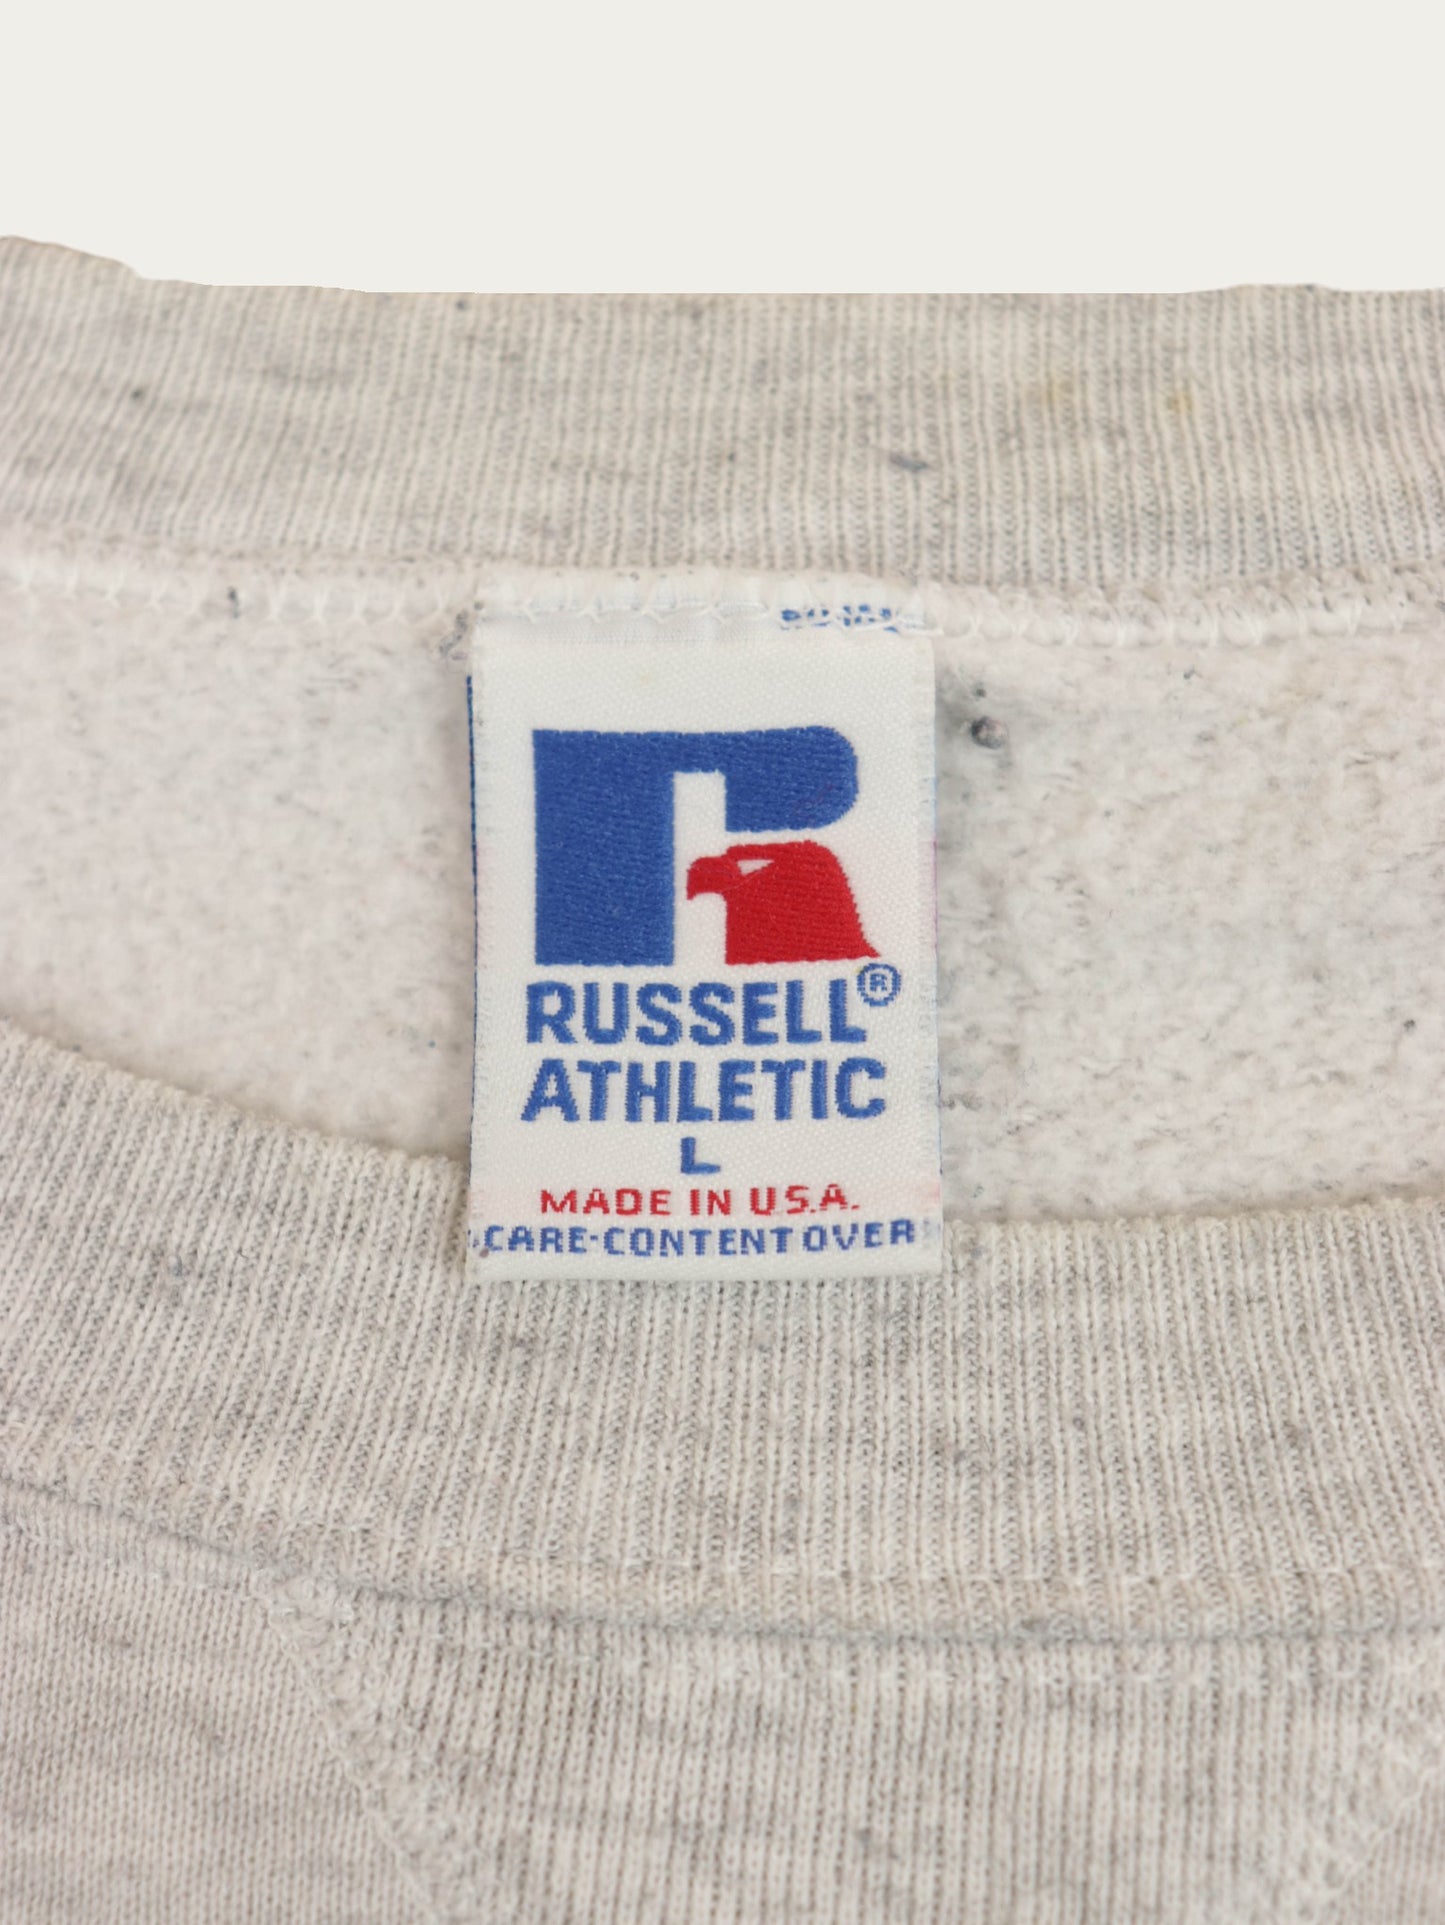 RUSSELL®
ATHLETIC
L
MADE IN U.S.A.
CARE-CONTENT OVER